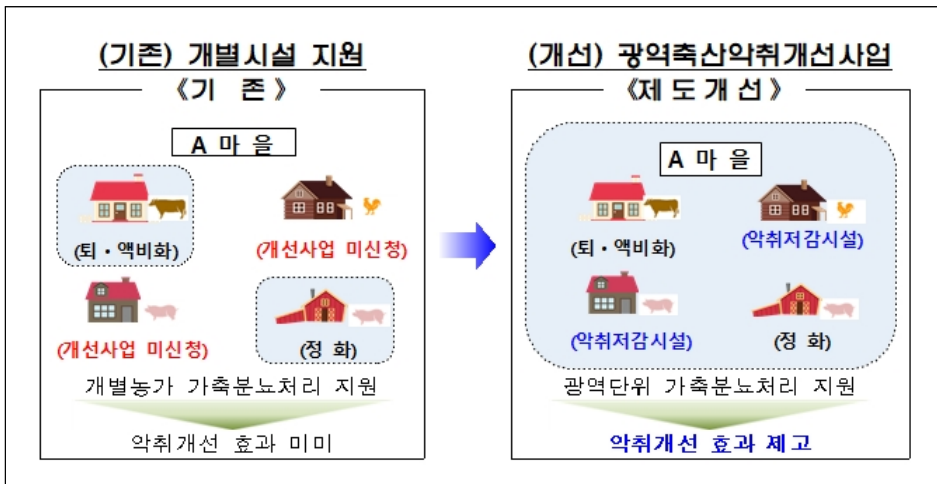 (기존) 개별시설 지원
《기 존》
A 마 을
(퇴·액비화)
(개선사업 미신청)
(개선사업 미신청)
(정 화)
개별농가 가축분뇨처리 지원
악취개선 효과 미미
(개선) 광역축산악취개선사업
《제도개선》
A 마 을
(퇴·액비화)
(악취저감시설)
(악취저감시설)
(정 화)
광역단위 가축분뇨처리 지원
악취개선 효과 제고